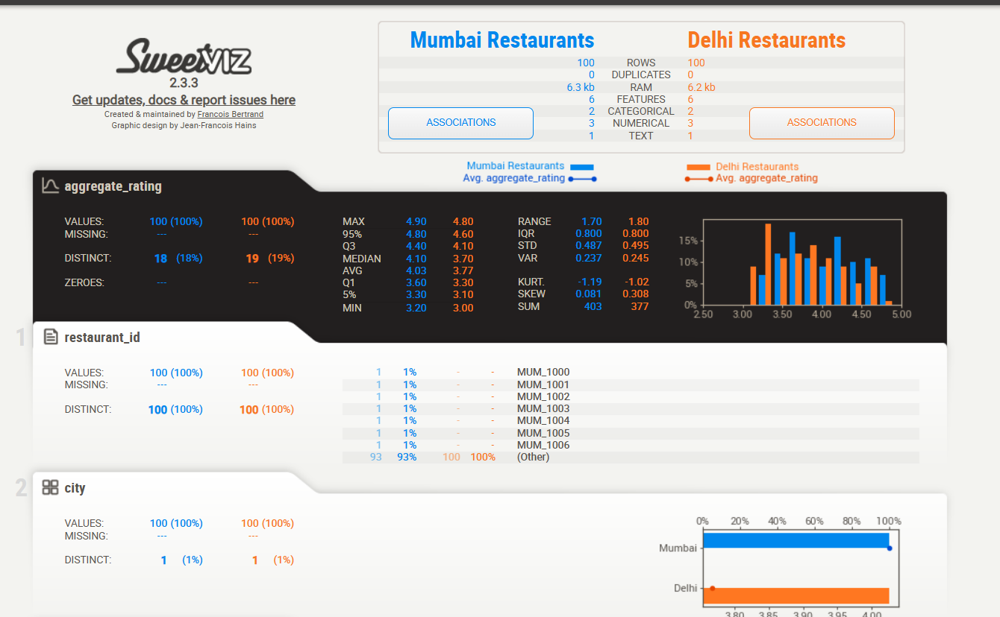 SweetVIZ
2.3.3
Get updates, docs & report issues here
Created & maintained by Francois Bertrand
Graphic design by Jean-Francois Hains
Mumbai Restaurants Delhi Restaurants
100 ROWS 100
0 DUPLICATES 0
6.3 kb RAM 6.2 kb
6 FEATURES 6
2 CATEGORICAL 2
3 NUMERICAL 3
1 TEXT 1
ASSOCIATIONS ASSOCIATIONS
Mumbai Restaurants Delhi Restaurants
Avg. aggregate_rating Avg. aggregate_rating
aggregate_rating
VALUES: 100 (100%) 100 (100%)
MISSING: --- ---
DISTINCT: 18 (18%) 19 (19%)
ZEROES: --- ---
MAX 4.90 4.80
95% 4.80 4.60
Q3 4.40 4.10
MEDIAN 4.10 3.70
AVG 4.03 3.77
Q1 3.60 3.30
5% 3.30 3.10
MIN 3.20 3.00
RANGE 1.70 1.80
IQR 0.800 0.800
STD 0.487 0.495
VAR 0.237 0.245
KURT. -1.19 -1.02
SKEW 0.081 0.308
SUM 403 377
15%
10%
5%
0%
2.50 3.00 3.50 4.00 4.50 5.00
1
restaurant_id
VALUES: 100 (100%) 100 (100%)
MISSING: --- ---
DISTINCT: 100 (100%) 100 (100%)
1 1% - - MUM_1000
1 1% - - MUM_1001
1 1% - - MUM_1002
1 1% - - MUM_1003
1 1% - - MUM_1004
1 1% - - MUM_1005
1 1% - - MUM_1006
93 93% 100 100% (Other)
2
city
VALUES: 100 (100%) 100 (100%)
MISSING: --- ---
DISTINCT: 1 (1%) 1 (1%)
0% 20% 40% 60% 80% 100%
Mumbai
Delhi
3.80 3.85 3.90 3.95 4.00